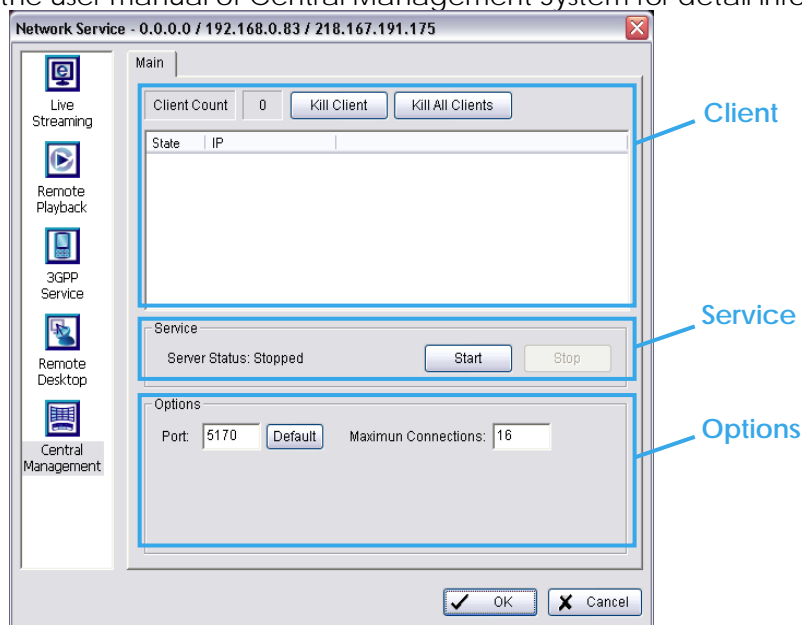 the user manual of Central Management System for detail
Network Service - 0.0.0.0 / 192.168.0.83 / 218.167.191.175
Live
Streaming
Remote
Playback
3GPP
Service
Remote
Desktop
Central
Management
Main
Client Count 0 Kill Client Kill All Clients
State IP
Service
Server Status: Stopped Start Stop
Options
Port: 5170 Default Maximun Connections: 16
OK Cancel
Client
Service
Options